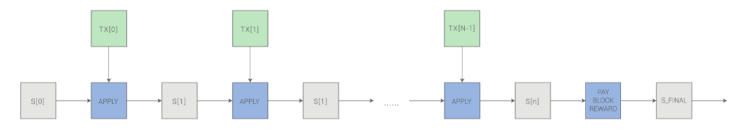 TX[0]
TX[1]
TX[N-1]
S[0]
APPLY
S[1]
APPLY
S[1]
......
APPLY
S[n]
PAY
BLOCK
REWARD
S_FINAL